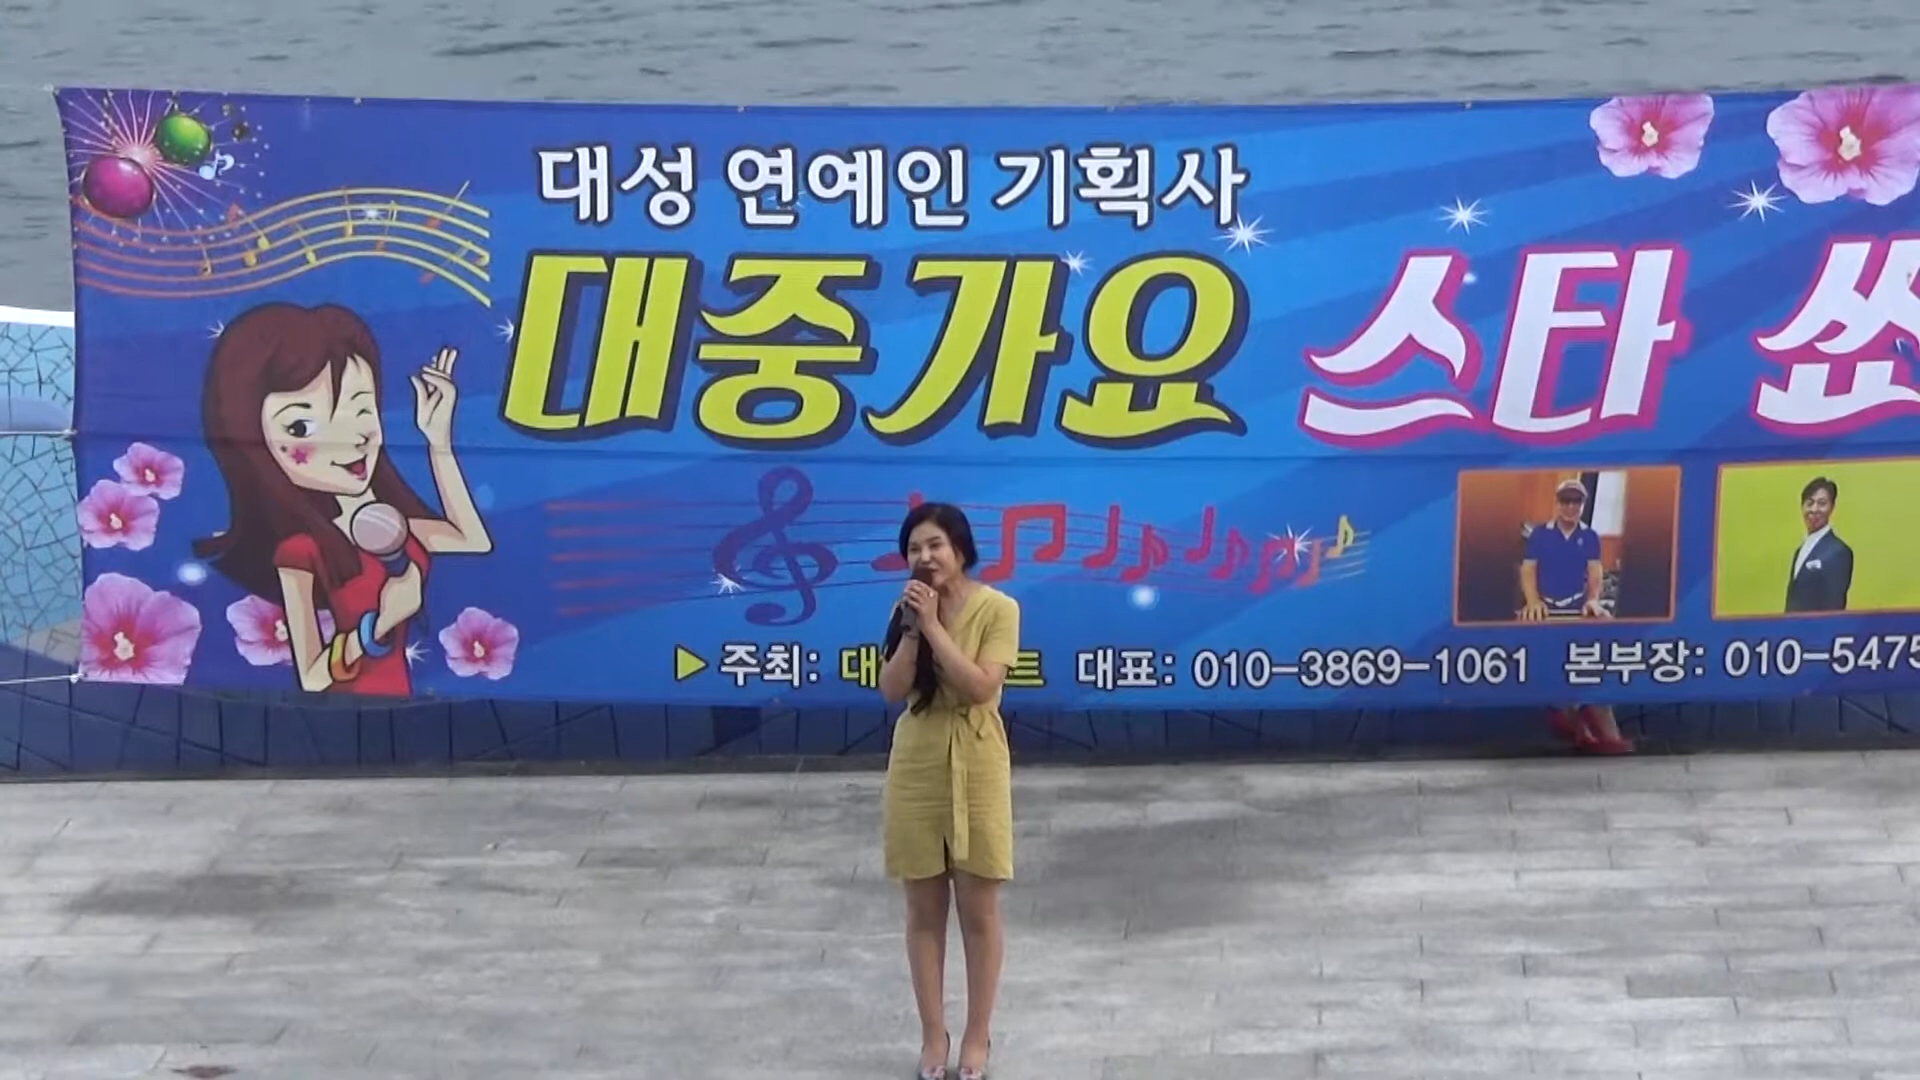 대성 연예인 기획사
대중가요 스타 쑈
▶주최: 대 트 대표: 010-3869-1061 본부장: 010-5475